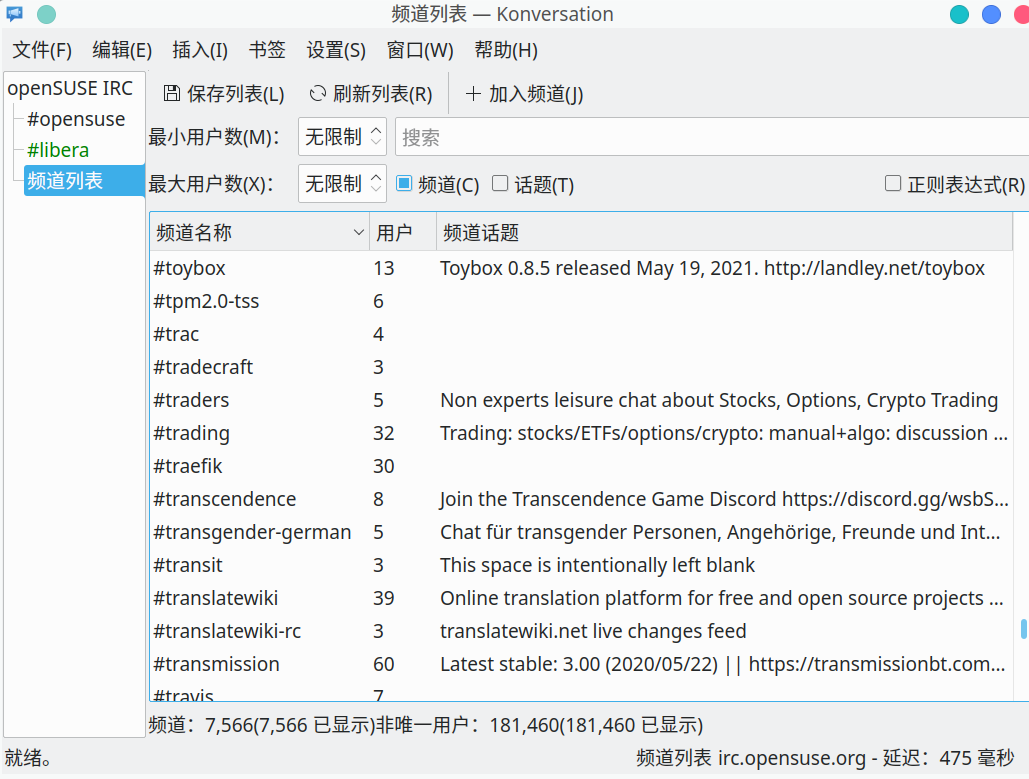 频道列表 — Konversation
文件(F) 编辑(E) 插入(I) 书签 设置(S) 窗口(W) 帮助(H)
openSUSE IRC
#opensuse
#libera
频道列表
保存列表(L) 刷新列表(R) 加入频道(J)
最小用户数(M)： 无限制 搜索
最大用户数(X)： 无限制 频道(C) 话题(T) 正则表达式(R)
频道名称 用户 频道话题
#toybox 13 Toybox 0.8.5 released May 19, 2021. http://landley.net/toybox
#tpm2.0-tss 6
#trac 4
#tradecraft 3
#traders 5 Non experts leisure chat about Stocks, Options, Crypto Trading
#trading 32 Trading: stocks/ETFs/options/crypto: manual+algo: discussion ...
#traefik 30
#transcendence 8 Join the Transcendence Game Discord https://discord.gg/wsbS...
#transgender-german 5 Chat für transgender Personen, Angehörige, Freunde und Int...
#transit 3 This space is intentionally left blank
#translatewiki 39 Online translation platform for free and open source projects ...
#translatewiki-rc 3 translatewiki.net live changes feed
#transmission 60 Latest stable: 3.00 (2020/05/22) || https://transmissionbt.com...
#travis 7
频道：7,566(7,566 已显示)非唯一用户：181,460(181,460 已显示)
就绪。 频道列表 irc.opensuse.org - 延迟：475 毫秒